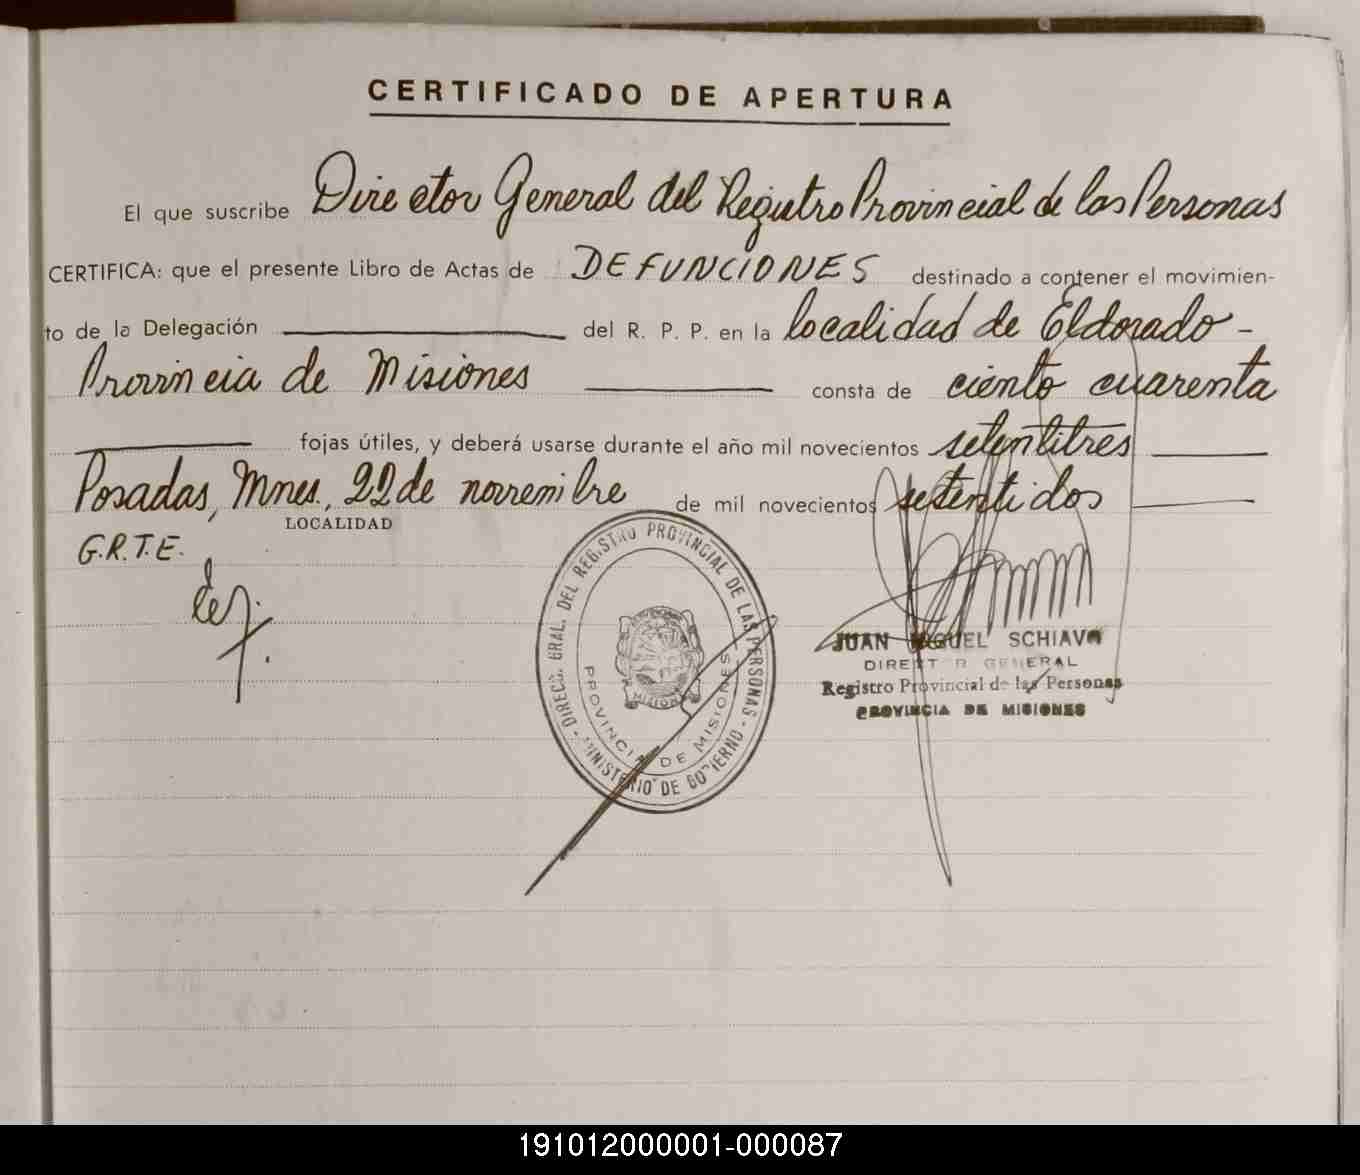 CERTIFICADO DE APERTURA
El que suscribe Director General del Registro Provincial de las Personas
CERTIFICA: que el presente Libro de Actas de DEFUNCIONES destinado a contener el movimien-
to de la Delegación del R. P. P. en la localidad de Eldorado -
Provincia de Misiones consta de ciento cuarenta
fojas útiles, y deberá usarse durante el año mil novecientos setentitres
Posadas, Mnes., 22 de noviembre de mil novecientos setentidos
LOCALIDAD
G.R.T.E.
DIREC. GRAL. DEL REGISTRO PROVINCIAL DE LAS PERSONAS
MINISTERIO DE GOBIERNO
PROVINCIA DE MISIONES
JUAN MIGUEL SCHIAVO
DIRECTOR GENERAL
Registro Provincial de las Personas
PROVINCIA DE MISIONES
191012000001-000087